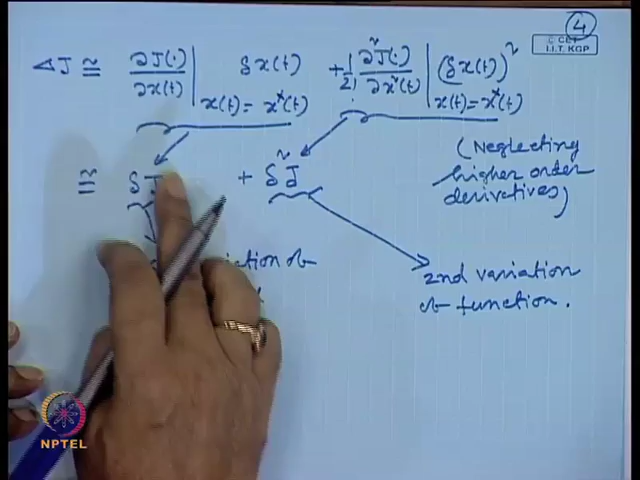 4
C CET
I.I.T. KGP
ΔJ ≅ ∂J(·)/∂x(t) | x(t) = x*(t) δx(t) + 1/2! ∂²J(·)/∂x²(t) | x(t) = x*(t) (δx(t))²
≅ δJ + δ²J
(Neglecting
higher order
derivatives)
2nd variation
of function.
NPTEL